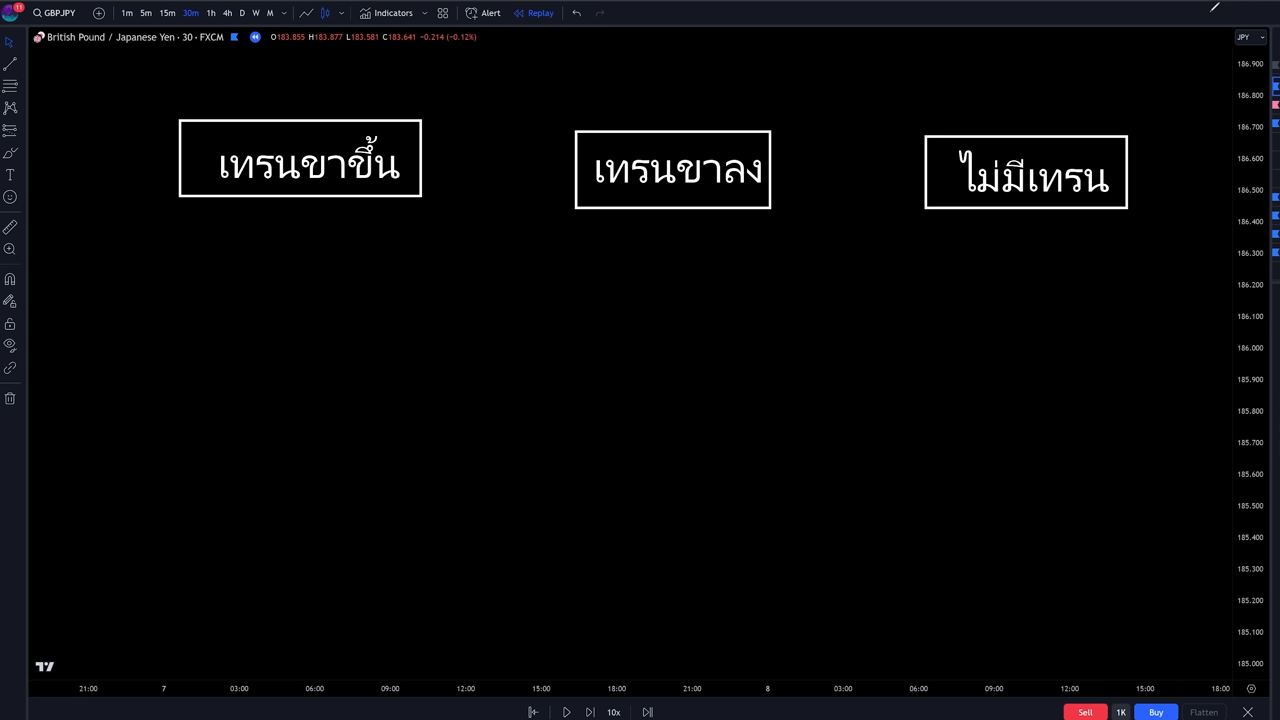 11
GBPJPY
1m 5m 15m 30m 1h 4h D W M
Indicators
Alert
Replay
British Pound / Japanese Yen · 30 · FXCM
O183.855 H183.877 L183.581 C183.641 −0.214 (−0.12%)
JPY
เทรนขาขึ้น
เทรนขาลง
ไม่มีเทรน
186.900
186.800
186.700
186.600
186.500
186.400
186.300
186.200
186.100
186.000
185.900
185.800
185.700
185.600
185.500
185.400
185.300
185.200
185.100
185.000
21:00 7 03:00 06:00 09:00 12:00 15:00 18:00 21:00 8 03:00 06:00 09:00 12:00 15:00 18:00
10x
Sell 1K Buy Flatten